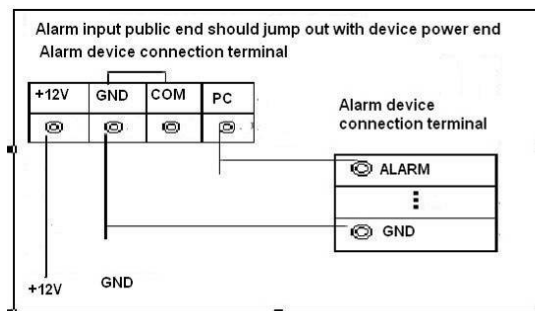 Alarm input public end should jump out with device power end
Alarm device connection terminal
+12V GND COM PC
Alarm device
connection terminal
ALARM
GND
+12V GND